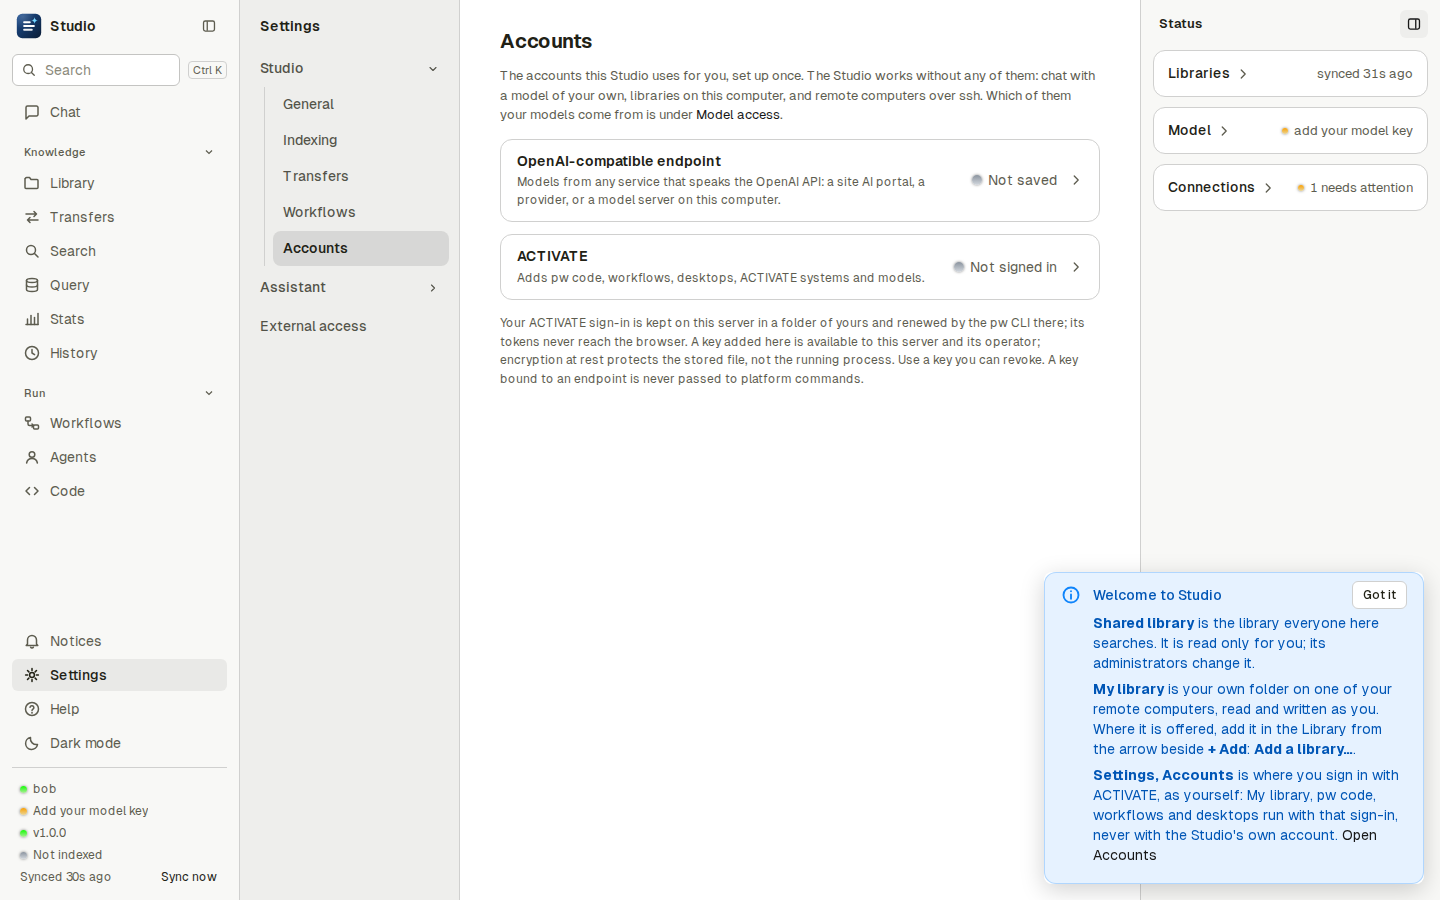 Studio
Search
Ctrl K
Chat
Knowledge
Library
Transfers
Search
Query
Stats
History
Run
Workflows
Agents
Code
Notices
Settings
Help
Dark mode
bob
Add your model key
v1.0.0
Not indexed
Synced 30s ago
Sync now
Settings
Studio
General
Indexing
Transfers
Workflows
Accounts
Assistant
External access
Accounts
The accounts this Studio uses for you, set up once. The Studio works without any of them: chat with
a model of your own, libraries on this computer, and remote computers over ssh. Which of them
your models come from is under Model access.
OpenAI-compatible endpoint
Models from any service that speaks the OpenAI API: a site AI portal, a
provider, or a model server on this computer.
Not saved
ACTIVATE
Adds pw code, workflows, desktops, ACTIVATE systems and models.
Not signed in
Your ACTIVATE sign-in is kept on this server in a folder of yours and renewed by the pw CLI there; its
tokens never reach the browser. A key added here is available to this server and its operator;
encryption at rest protects the stored file, not the running process. Use a key you can revoke. A key
bound to an endpoint is never passed to platform commands.
Status
Libraries
synced 31s ago
Model
add your model key
Connections
1 needs attention
Welcome to Studio
Got it
Shared library is the library everyone here
searches. It is read only for you; its
administrators change it.
My library is your own folder on one of your
remote computers, read and written as you.
Where it is offered, add it in the Library from
the arrow beside + Add: Add a library....
Settings, Accounts is where you sign in with
ACTIVATE, as yourself: My library, pw code,
workflows and desktops run with that sign-in,
never with the Studio's own account. Open
Accounts